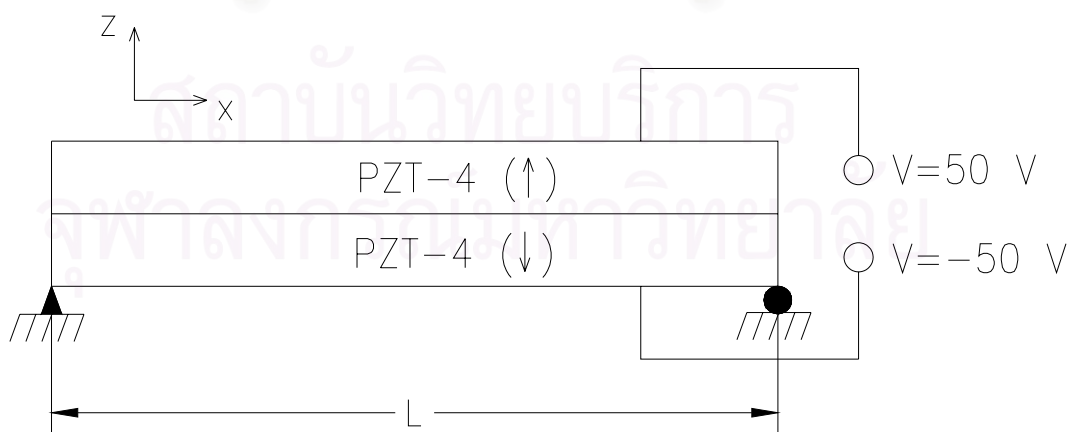 Z
X
สถาบันวิทยบริการ
จุฬาลงกรณ์มหาวิทยาลัย
PZT-4 (↑)
V=50 V
PZT-4 (↓)
V=-50 V
L